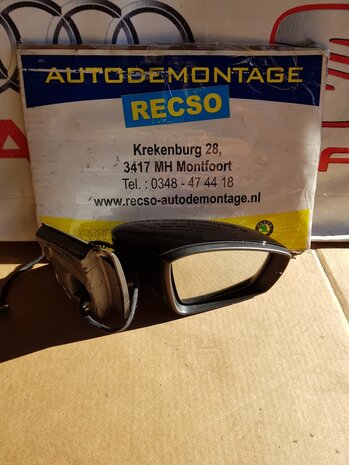 AUTODEMONTAGE
RECSO
Krekenburg 28,
3417 MH Montfoort
Tel. : 0348 - 47 44 18
www.recso-autodemontage.nl